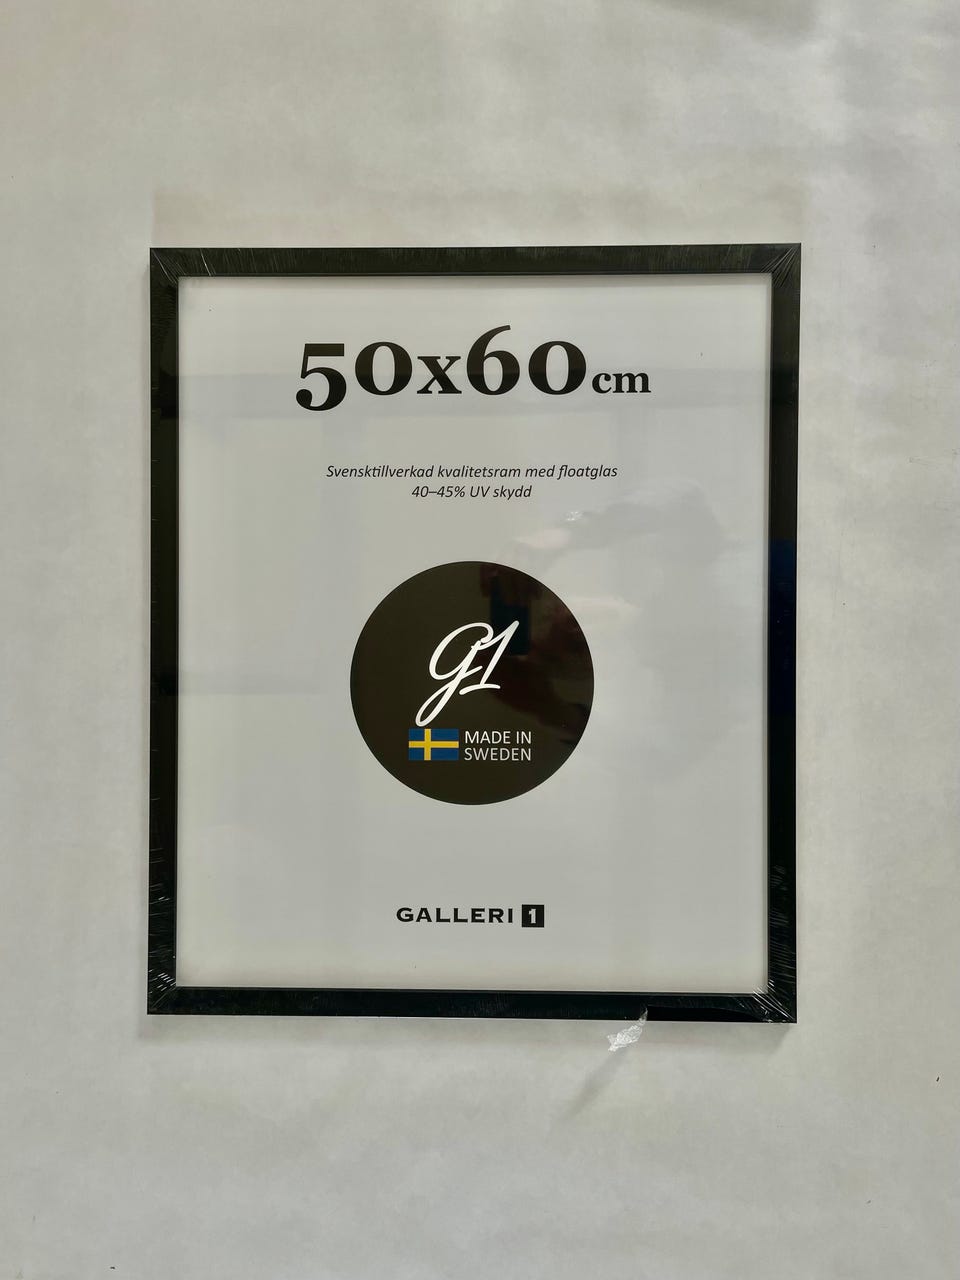 50x60cm
Svensktillverkad kvalitetsram med floatglas
40–45% UV skydd
G1
MADE IN
SWEDEN
GALLERI 1